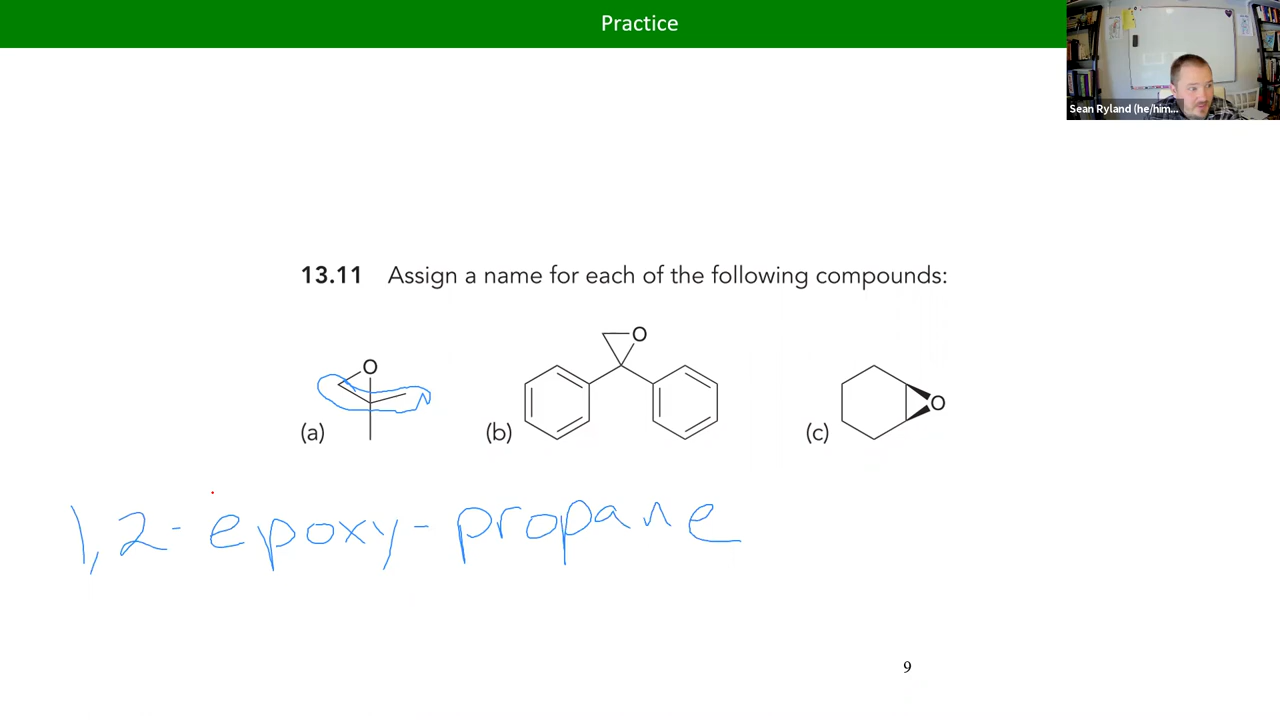 Practice
Sean Ryland (he/him...
13.11 Assign a name for each of the following compounds:
O
O
O
(a)
(b)
(c)
1,2-epoxy-propane
9